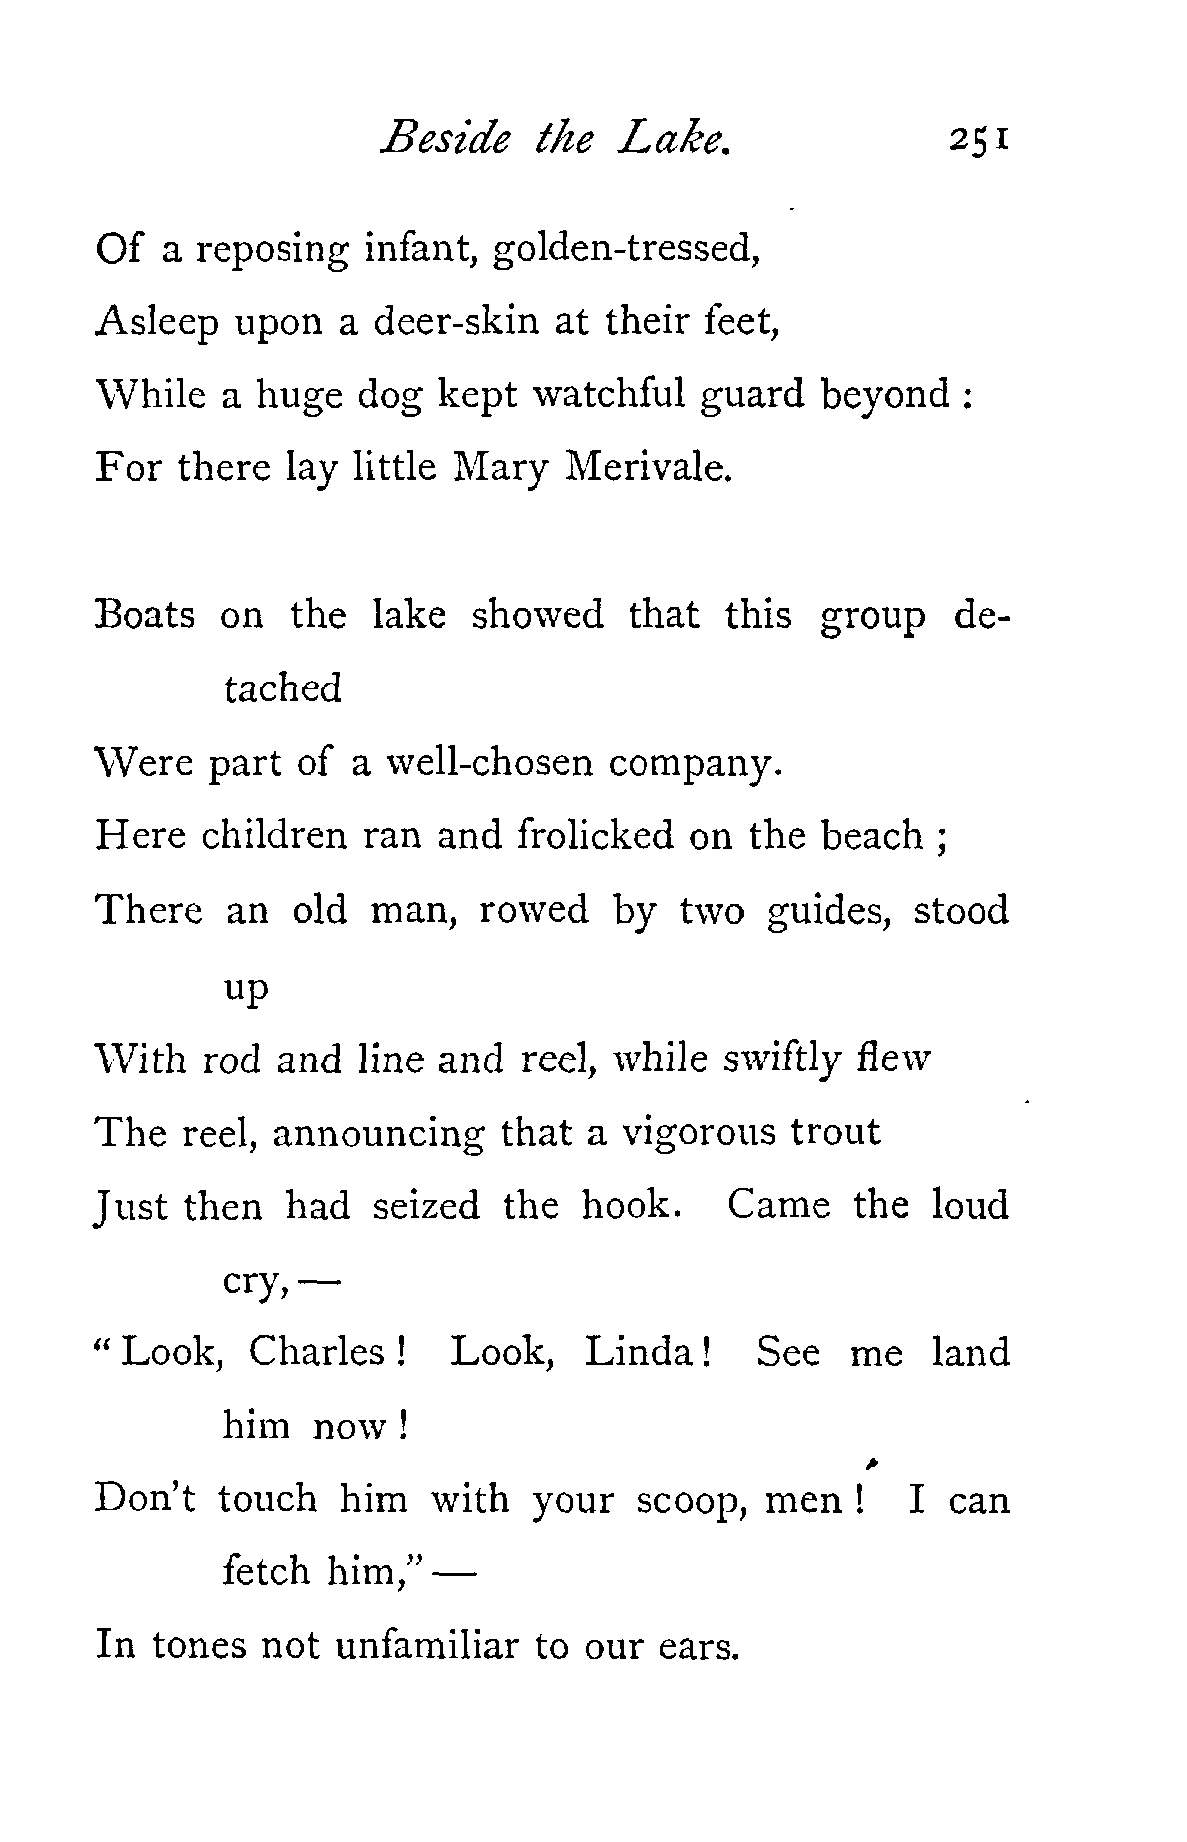 Beside the Lake. 251
Of a reposing infant, golden-tressed,
Asleep upon a deer-skin at their feet,
While a huge dog kept watchful guard beyond :
For there lay little Mary Merivale.
Boats on the lake showed that this group de-
tached
Were part of a well-chosen company.
Here children ran and frolicked on the beach ;
There an old man, rowed by two guides, stood
up
With rod and line and reel, while swiftly flew
The reel, announcing that a vigorous trout
Just then had seized the hook. Came the loud
cry,—
“Look, Charles ! Look, Linda ! See me land
him now !
Don’t touch him with your scoop, men ! I can
fetch him,”—
In tones not unfamiliar to our ears.